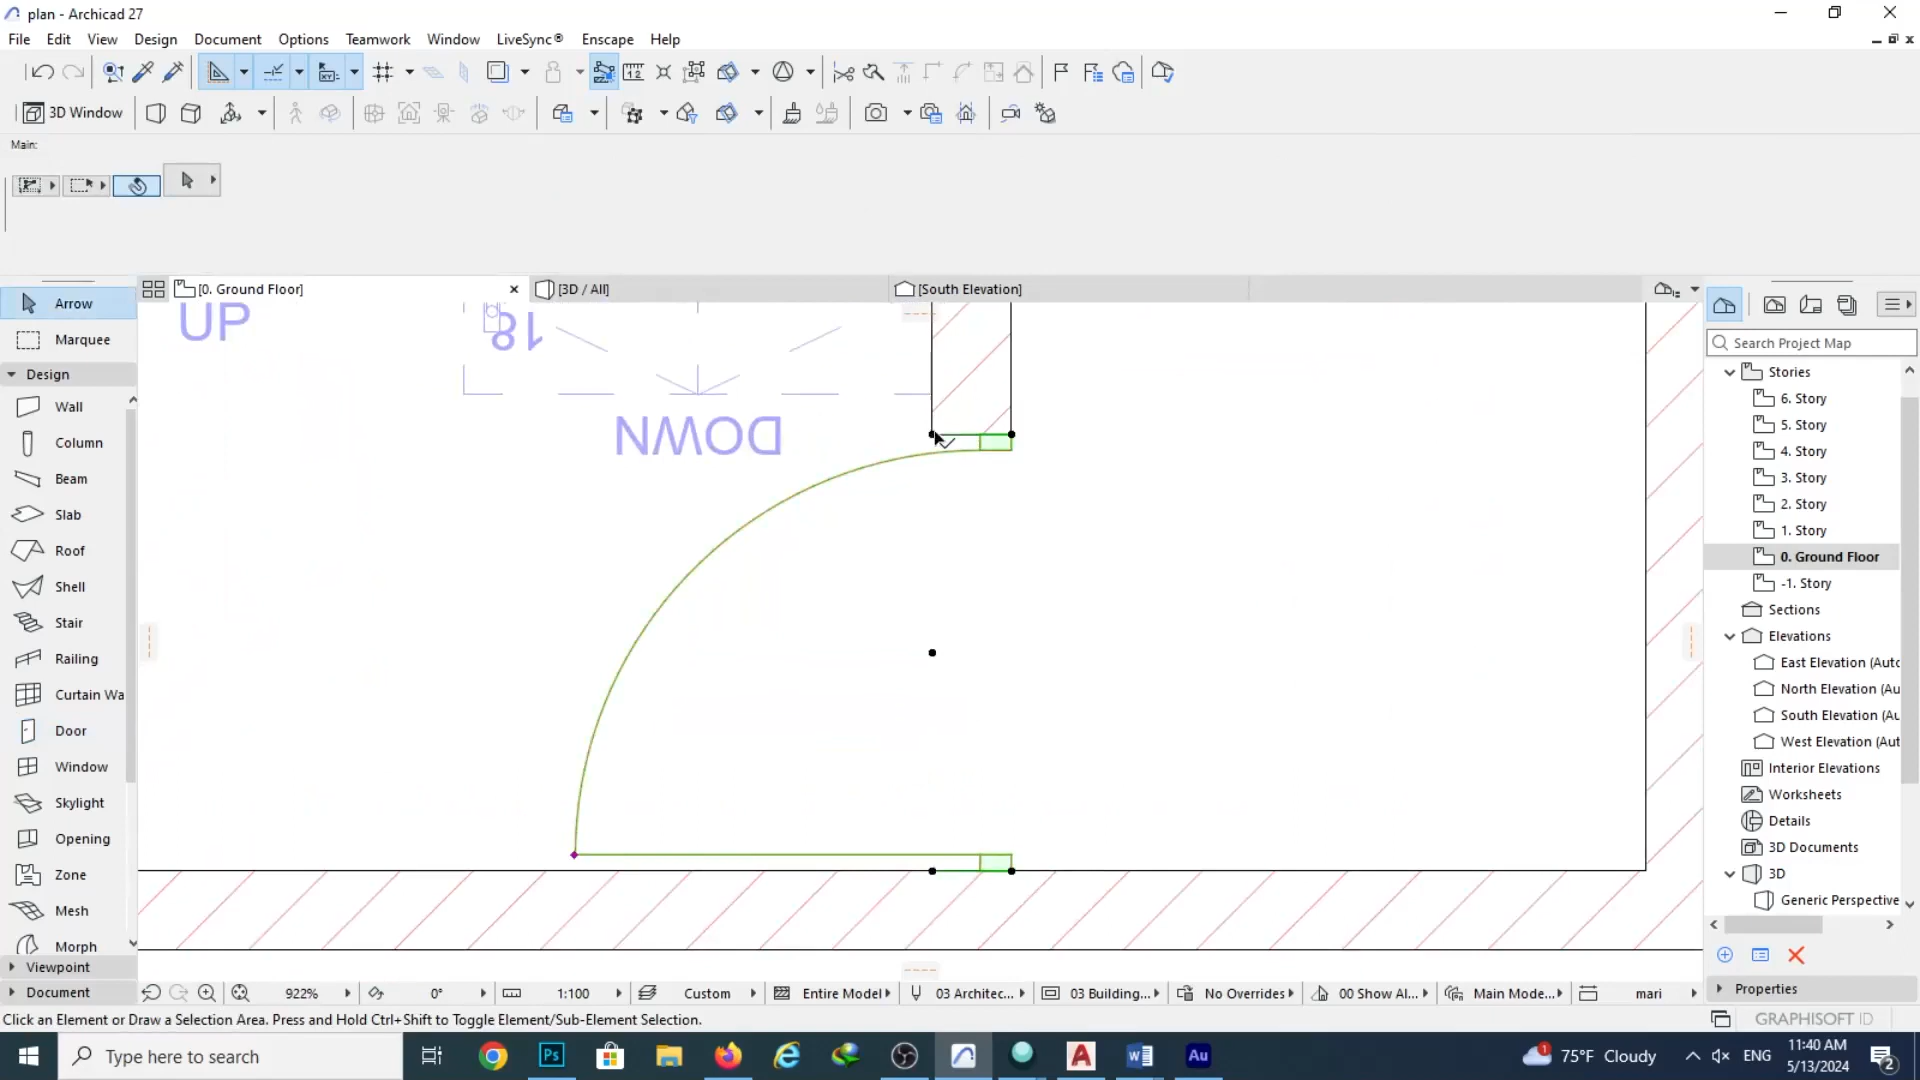 plan - Archicad 27
File Edit View Design Document Options Teamwork Window LiveSync® Enscape Help
3D Window
Main:
[0. Ground Floor] [3D / All] [South Elevation]
Arrow
Marquee
Design
Wall
Column
Beam
Slab
Roof
Shell
Stair
Railing
Curtain Wa
Door
Window
Skylight
Opening
Zone
Mesh
Morph
Viewpoint
Document
UP
18
DOWN
Search Project Map
Stories
6. Story
5. Story
4. Story
3. Story
2. Story
1. Story
0. Ground Floor
-1. Story
Sections
Elevations
East Elevation (Autc
North Elevation (Au
South Elevation (Au
West Elevation (Aut
Interior Elevations
Worksheets
Details
3D Documents
3D
Generic Perspective
Properties
922% 0° 1:100 Custom Entire Model 03 Architec... 03 Building... No Overrides 00 Show Al... Main Mode... mari
Click an Element or Draw a Selection Area. Press and Hold Ctrl+Shift to Toggle Element/Sub-Element Selection.
GRAPHISOFT ID
Type here to search
Ps
Au
75°F Cloudy
ENG
11:40 AM
5/13/2024
2